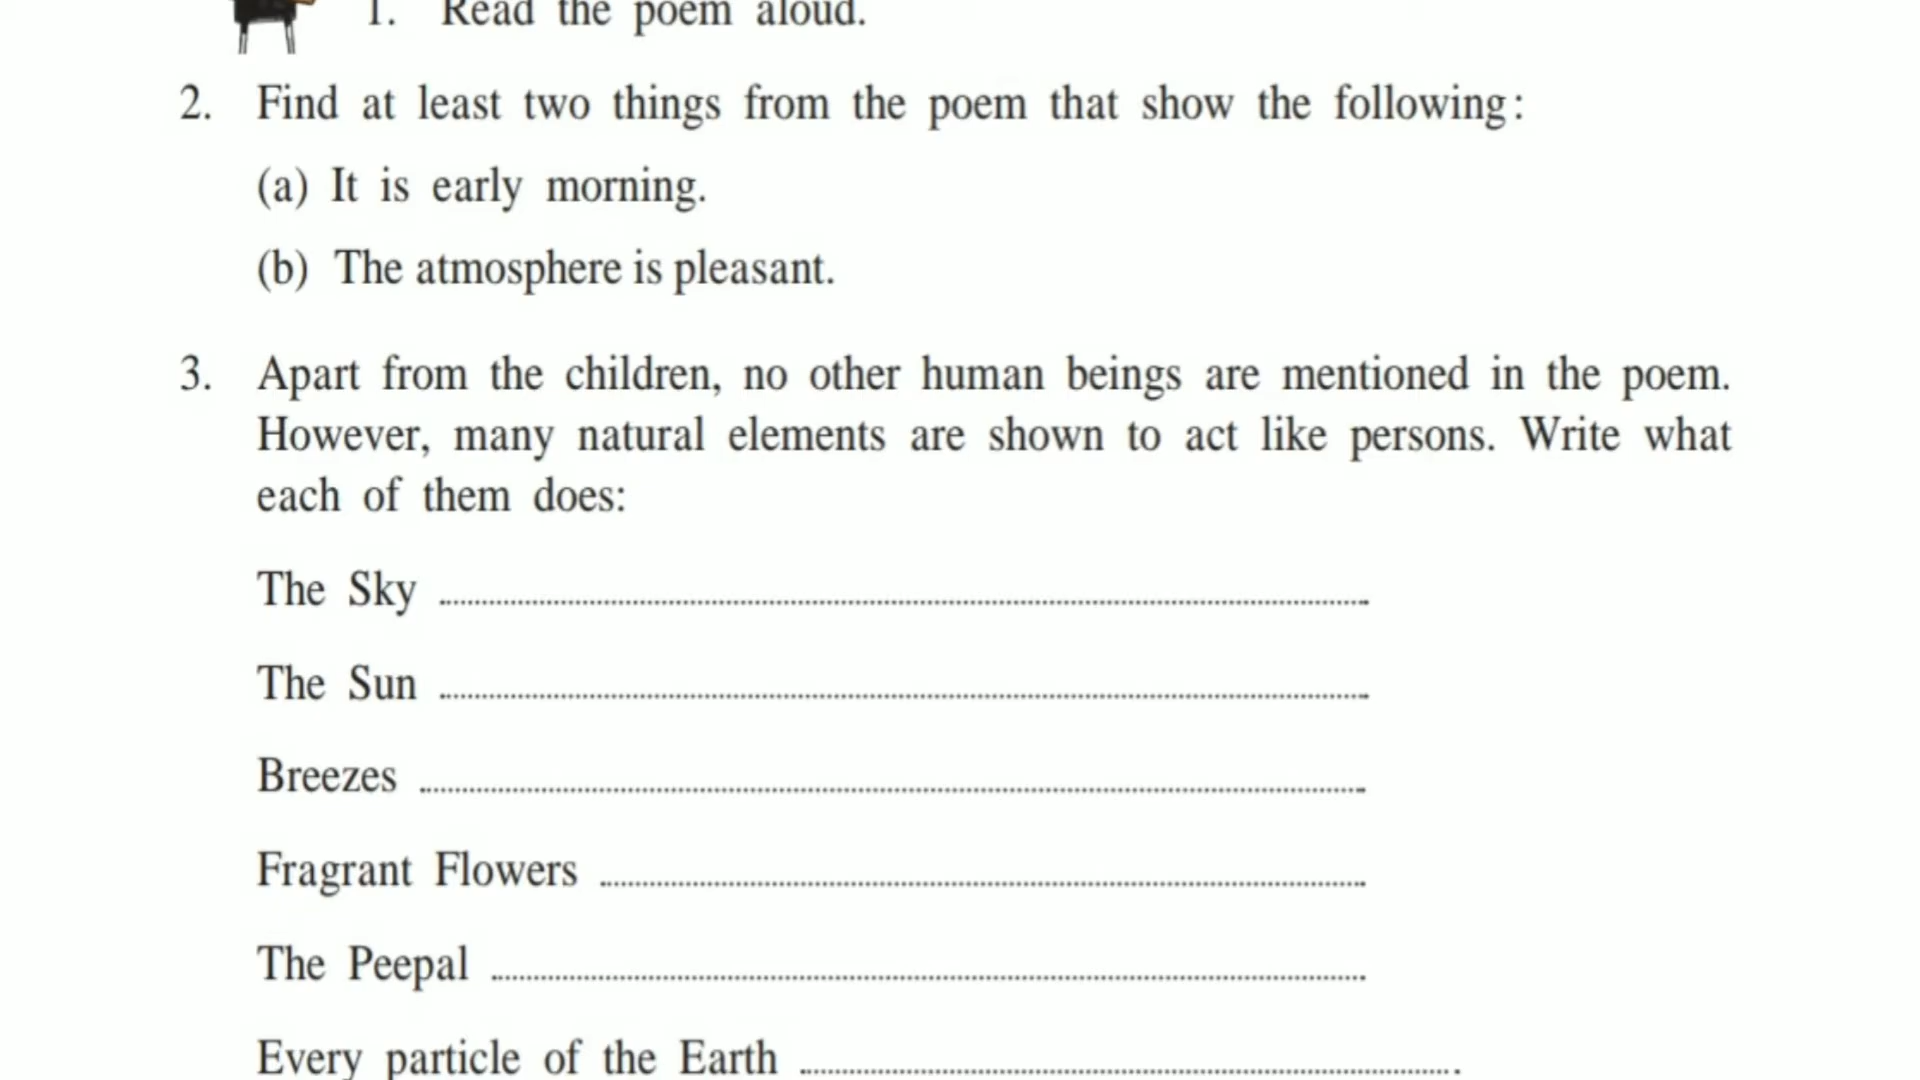 1. Read the poem aloud.
2. Find at least two things from the poem that show the following:
(a) It is early morning.
(b) The atmosphere is pleasant.
3. Apart from the children, no other human beings are mentioned in the poem.
However, many natural elements are shown to act like persons. Write what
each of them does:
The Sky ........................................
The Sun ........................................
Breezes ........................................
Fragrant Flowers ........................................
The Peepal ........................................
Every particle of the Earth ........................................